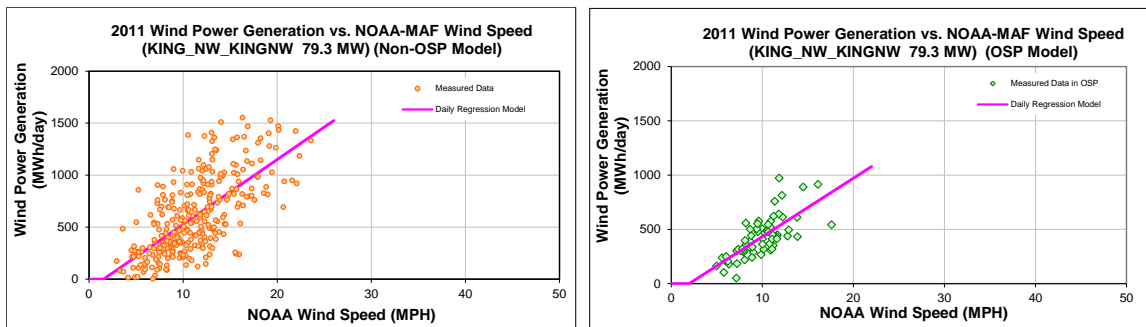 2011 Wind Power Generation vs. NOAA-MAF Wind Speed
(KING_NW_KINGNW 79.3 MW) (Non-OSP Model)
Wind Power Generation
(MWh/day)
2000
1500
1000
500
0
Measured Data
Daily Regression Model
0 10 20 30 40 50
NOAA Wind Speed (MPH)
2011 Wind Power Generation vs. NOAA-MAF Wind Speed
(KING_NW_KINGNW 79.3 MW) (OSP Model)
Wind Power Generation
(MWh/day)
2000
1500
1000
500
0
Measured Data in OSP
Daily Regression Model
0 10 20 30 40 50
NOAA Wind Speed (MPH)